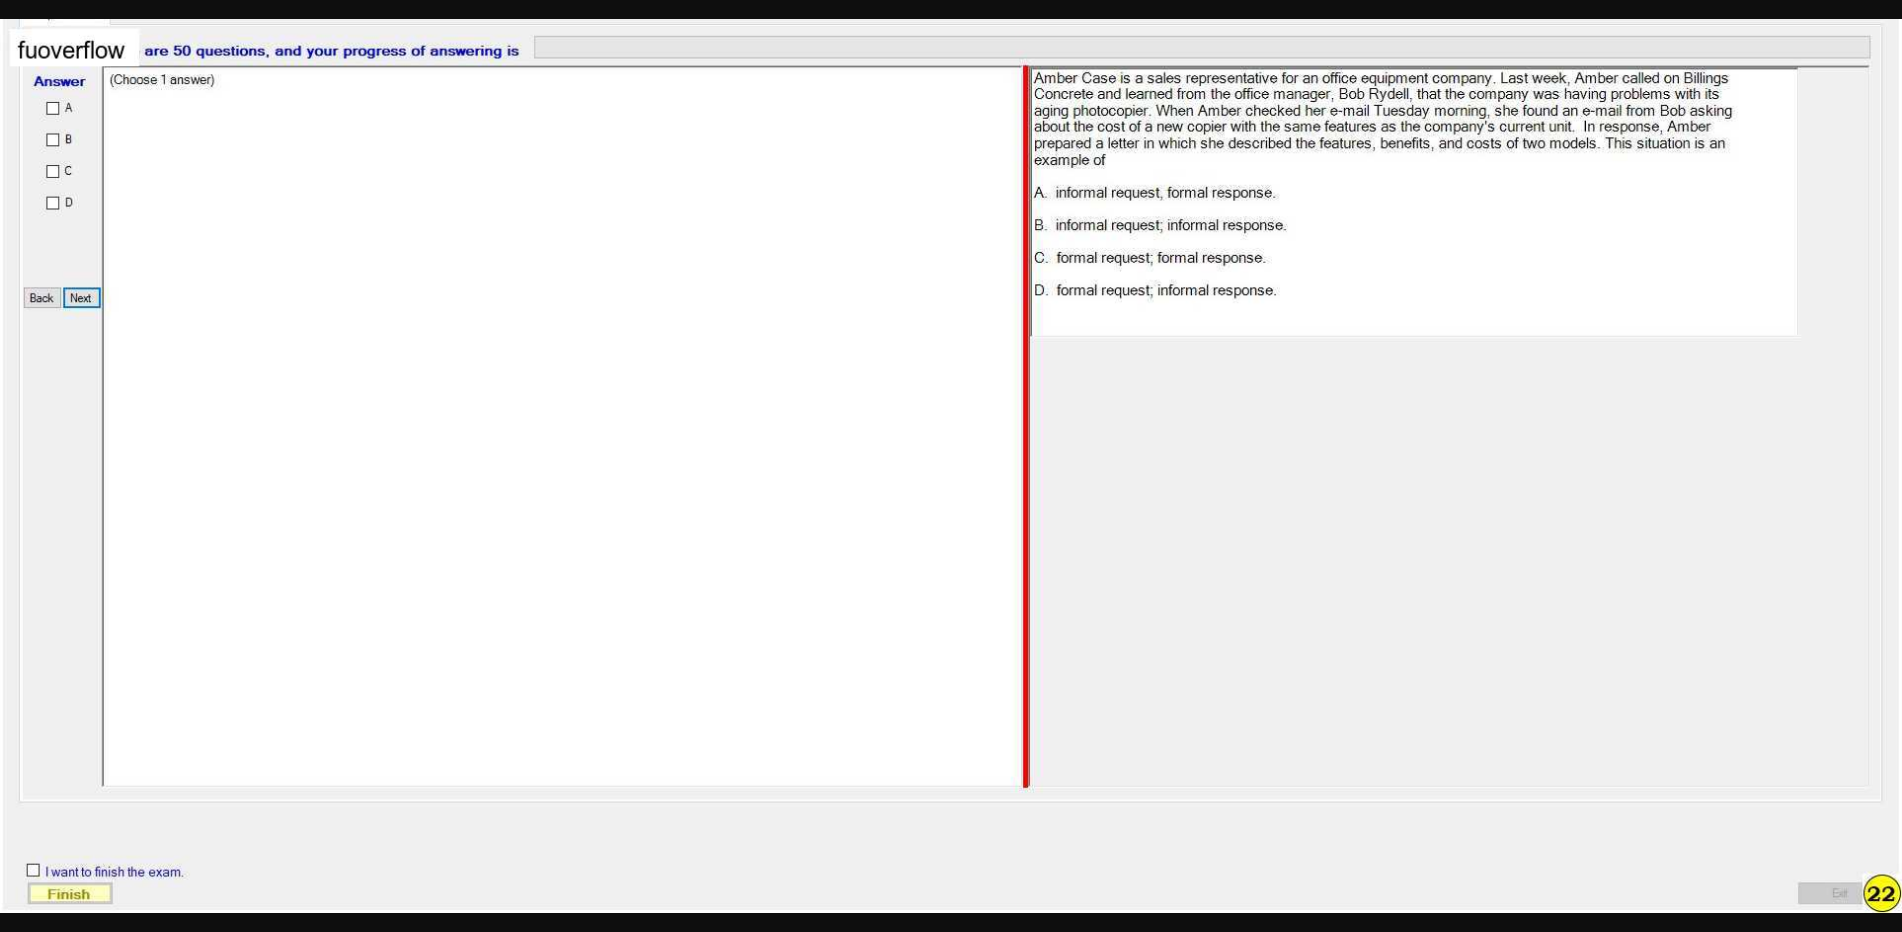 fuoverflow are 50 questions, and your progress of answering is
Answer
(Choose 1 answer)
A
B
C
D
Back Next
Amber Case is a sales representative for an office equipment company. Last week, Amber called on Billings
Concrete and learned from the office manager, Bob Rydell, that the company was having problems with its
aging photocopier. When Amber checked her e-mail Tuesday morning, she found an e-mail from Bob asking
about the cost of a new copier with the same features as the company's current unit. In response, Amber
prepared a letter in which she described the features, benefits, and costs of two models. This situation is an
example of
A. informal request, formal response.
B. informal request; informal response.
C. formal request; formal response.
D. formal request; informal response.
I want to finish the exam.
Finish
Exit
22